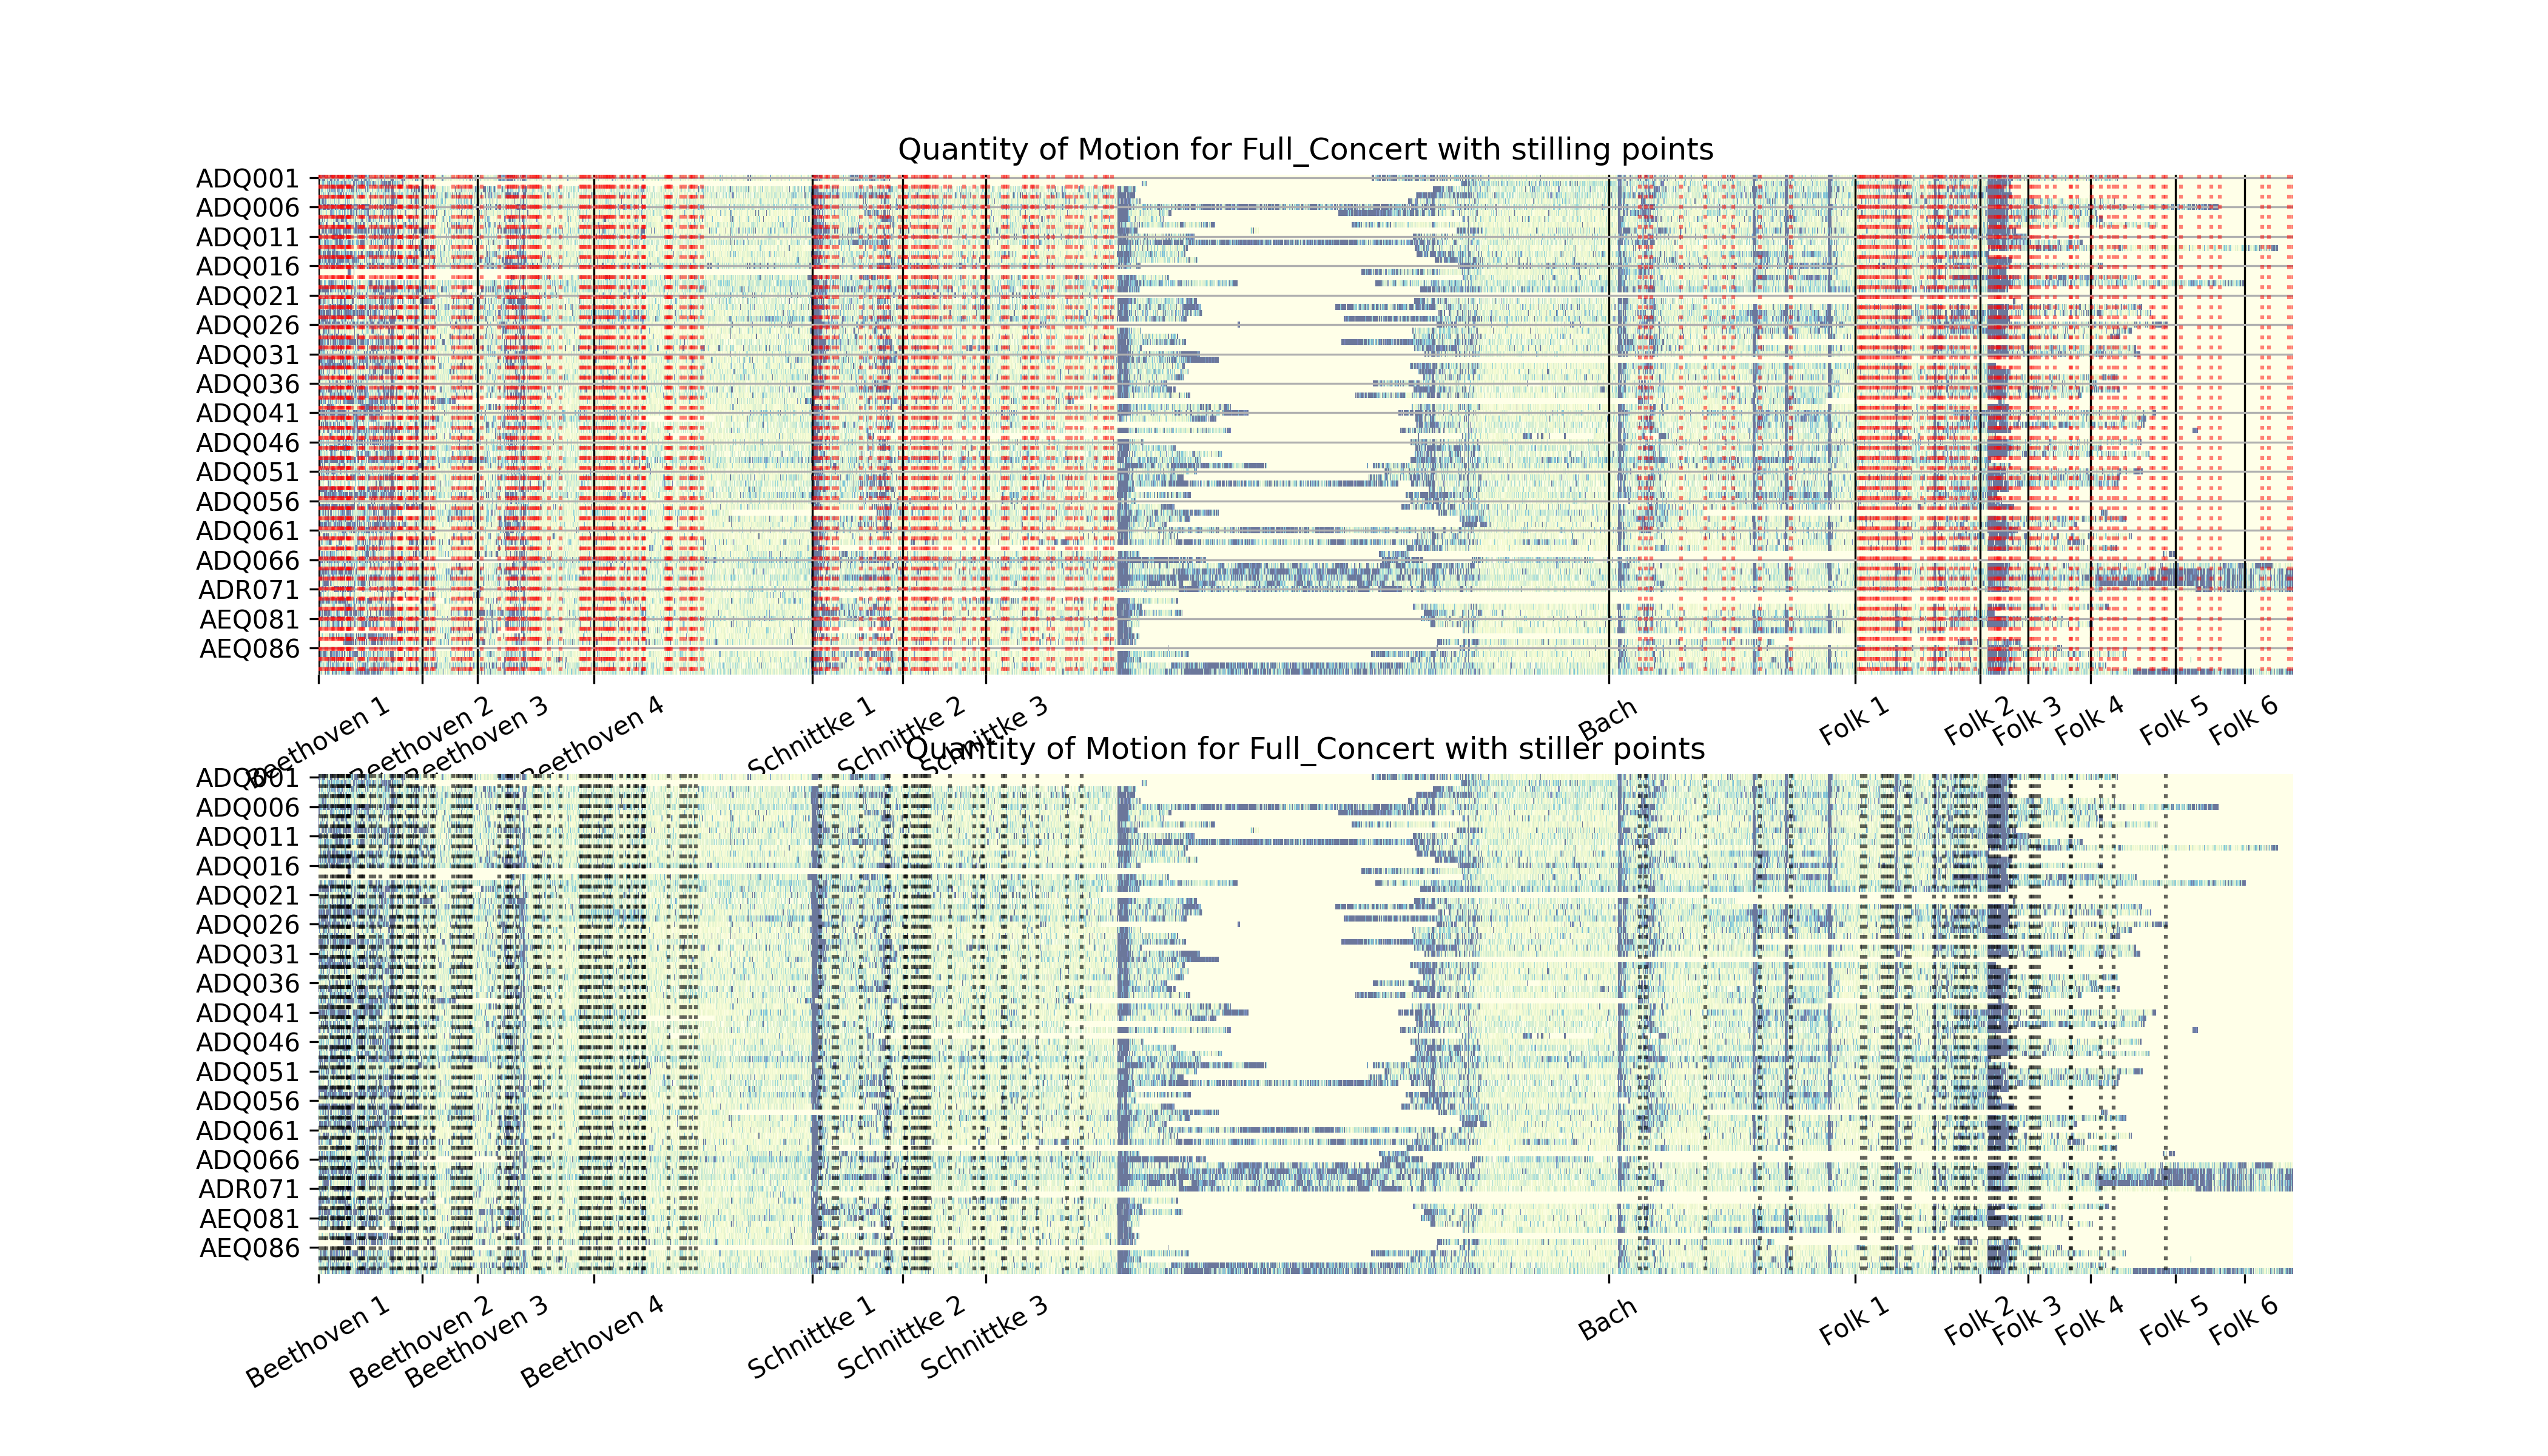 Quantity of Motion for Full_Concert with stilling points
ADQ001
ADQ006
ADQ011
ADQ016
ADQ021
ADQ026
ADQ031
ADQ036
ADQ041
ADQ046
ADQ051
ADQ056
ADQ061
ADQ066
ADR071
AEQ081
AEQ086
Beethoven 1
Beethoven 2
Beethoven 3
Beethoven 4
Schnittke 1
Schnittke 2
Schnittke 3
Bach
Folk 1
Folk 2
Folk 3
Folk 4
Folk 5
Folk 6
Quantity of Motion for Full_Concert with stiller points
ADQ001
ADQ006
ADQ011
ADQ016
ADQ021
ADQ026
ADQ031
ADQ036
ADQ041
ADQ046
ADQ051
ADQ056
ADQ061
ADQ066
ADR071
AEQ081
AEQ086
Beethoven 1
Beethoven 2
Beethoven 3
Beethoven 4
Schnittke 1
Schnittke 2
Schnittke 3
Bach
Folk 1
Folk 2
Folk 3
Folk 4
Folk 5
Folk 6